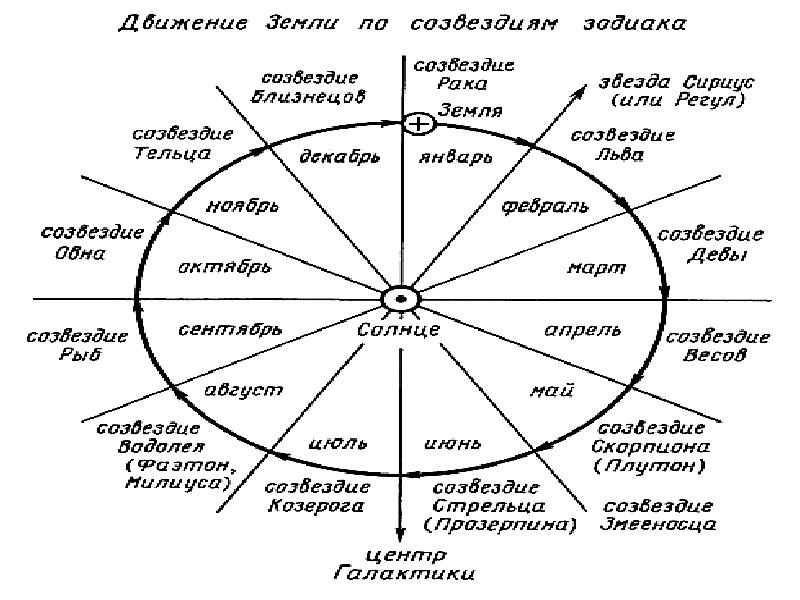 Движение Земли по созвездиям зодиака
созвездие
Рака
созвездие
Близнецов
звезда Сириус
(или Регул)
Земля
созвездие
Тельца
созвездие
Льва
декабрь
январь
ноябрь
февраль
созвездие
Овна
созвездие
Девы
октябрь
март
Солнце
сентябрь
апрель
созвездие
Рыб
созвездие
Весов
август
май
созвездие
Водолея
(Фаэтон,
Милиуса)
созвездие
Скорпиона
(Плутон)
июль
июнь
созвездие
Козерога
созвездие
Стрельца
(Прозерпима)
созвездие
Змееносца
центр
Галактики